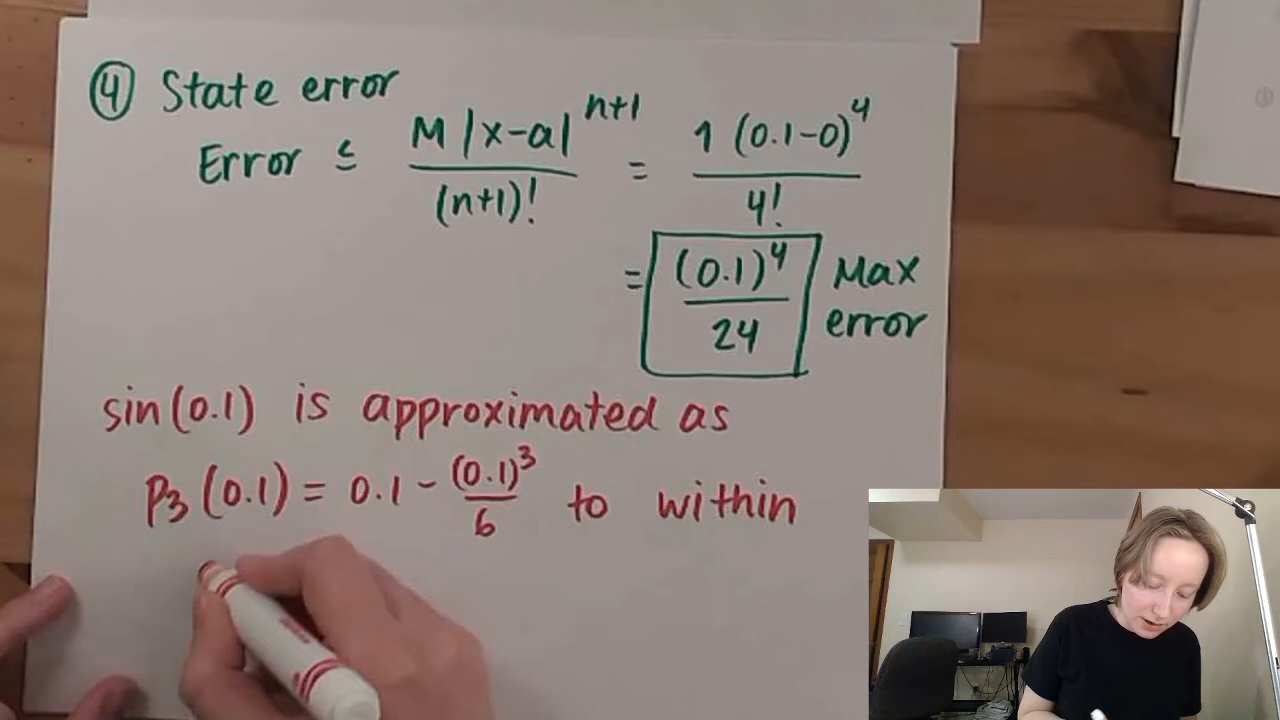 ④ State error
Error ≤ M|x-a|^(n+1) / (n+1)! = 1(0.1-0)^4 / 4!
= (0.1)^4 / 24 Max error
sin(0.1) is approximated as
P₃(0.1) = 0.1 - (0.1)^3 / 6 to within